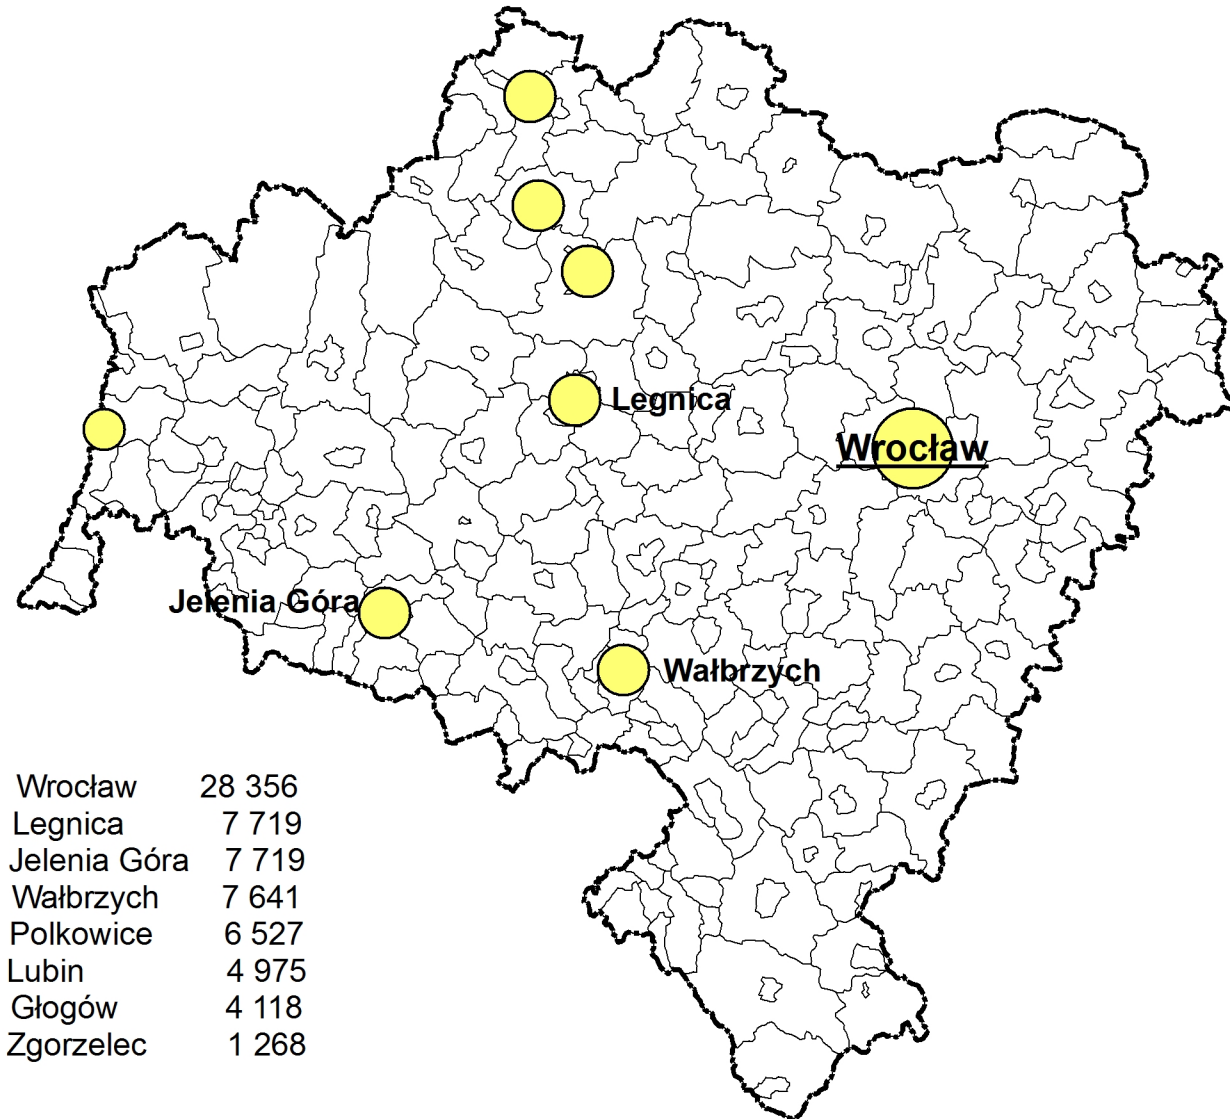 Legnica
Wrocław
Jelenia Góra
Wałbrzych
Wrocław 28 356
Legnica 7 719
Jelenia Góra 7 719
Wałbrzych 7 641
Polkowice 6 527
Lubin 4 975
Głogów 4 118
Zgorzelec 1 268